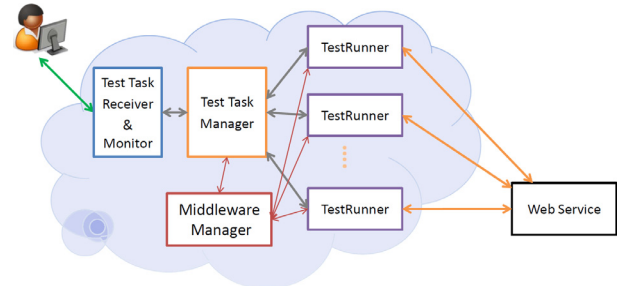 Test Task
Receiver
&
Monitor
Test Task
Manager
TestRunner
TestRunner
TestRunner
Middleware
Manager
Web Service